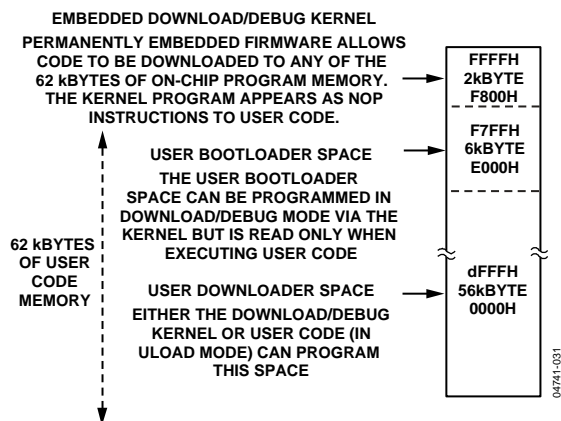 EMBEDDED DOWNLOAD/DEBUG KERNEL
PERMANENTLY EMBEDDED FIRMWARE ALLOWS
CODE TO BE DOWNLOADED TO ANY OF THE
62 kBYTES OF ON-CHIP PROGRAM MEMORY.
THE KERNEL PROGRAM APPEARS AS NOP
INSTRUCTIONS TO USER CODE.
FFFFH
2kBYTE
F800H
USER BOOTLOADER SPACE
THE USER BOOTLOADER
SPACE CAN BE PROGRAMMED IN
DOWNLOAD/DEBUG MODE VIA THE
KERNEL BUT IS READ ONLY WHEN
EXECUTING USER CODE
F7FFH
6kBYTE
E000H
62 kBYTES
OF USER
CODE
MEMORY
USER DOWNLOADER SPACE
EITHER THE DOWNLOAD/DEBUG
KERNEL OR USER CODE (IN
ULOAD MODE) CAN PROGRAM
THIS SPACE
dFFFH
56kBYTE
0000H
04741-031